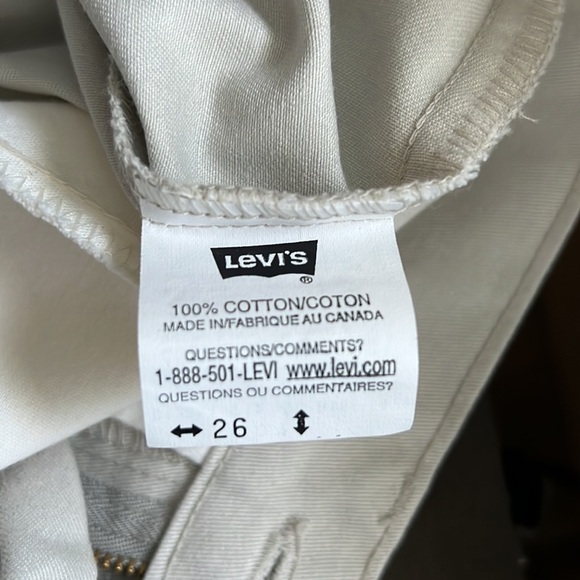 LEVI'S
®
100% COTTON/COTON
MADE IN/FABRIQUE AU CANADA
QUESTIONS/COMMENTS?
1-888-501-LEVI www.levi.com
QUESTIONS OU COMMENTAIRES?
↔ 26 ↕